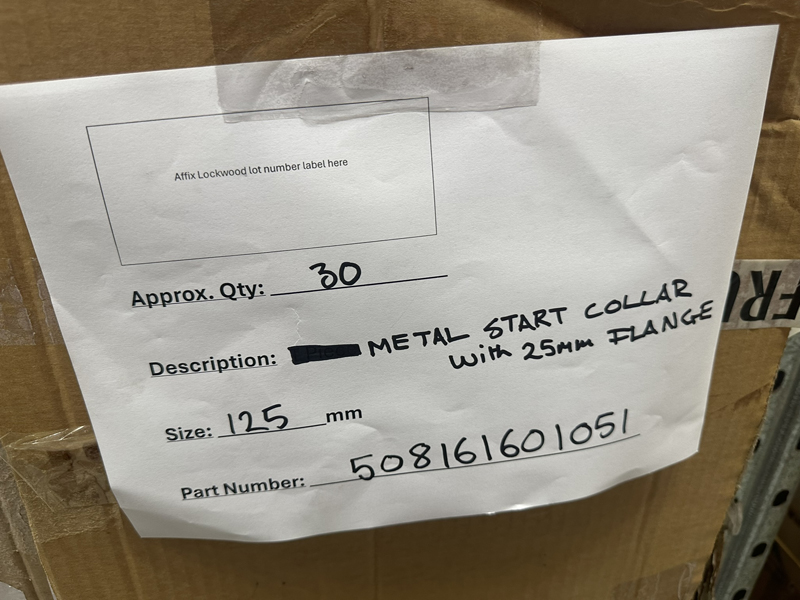 Affix Lockwood lot number label here
Approx. Qty: 30
Description: METAL START COLLAR
with 25mm FLANGE
Size: 125 mm
Part Number: 508161601051